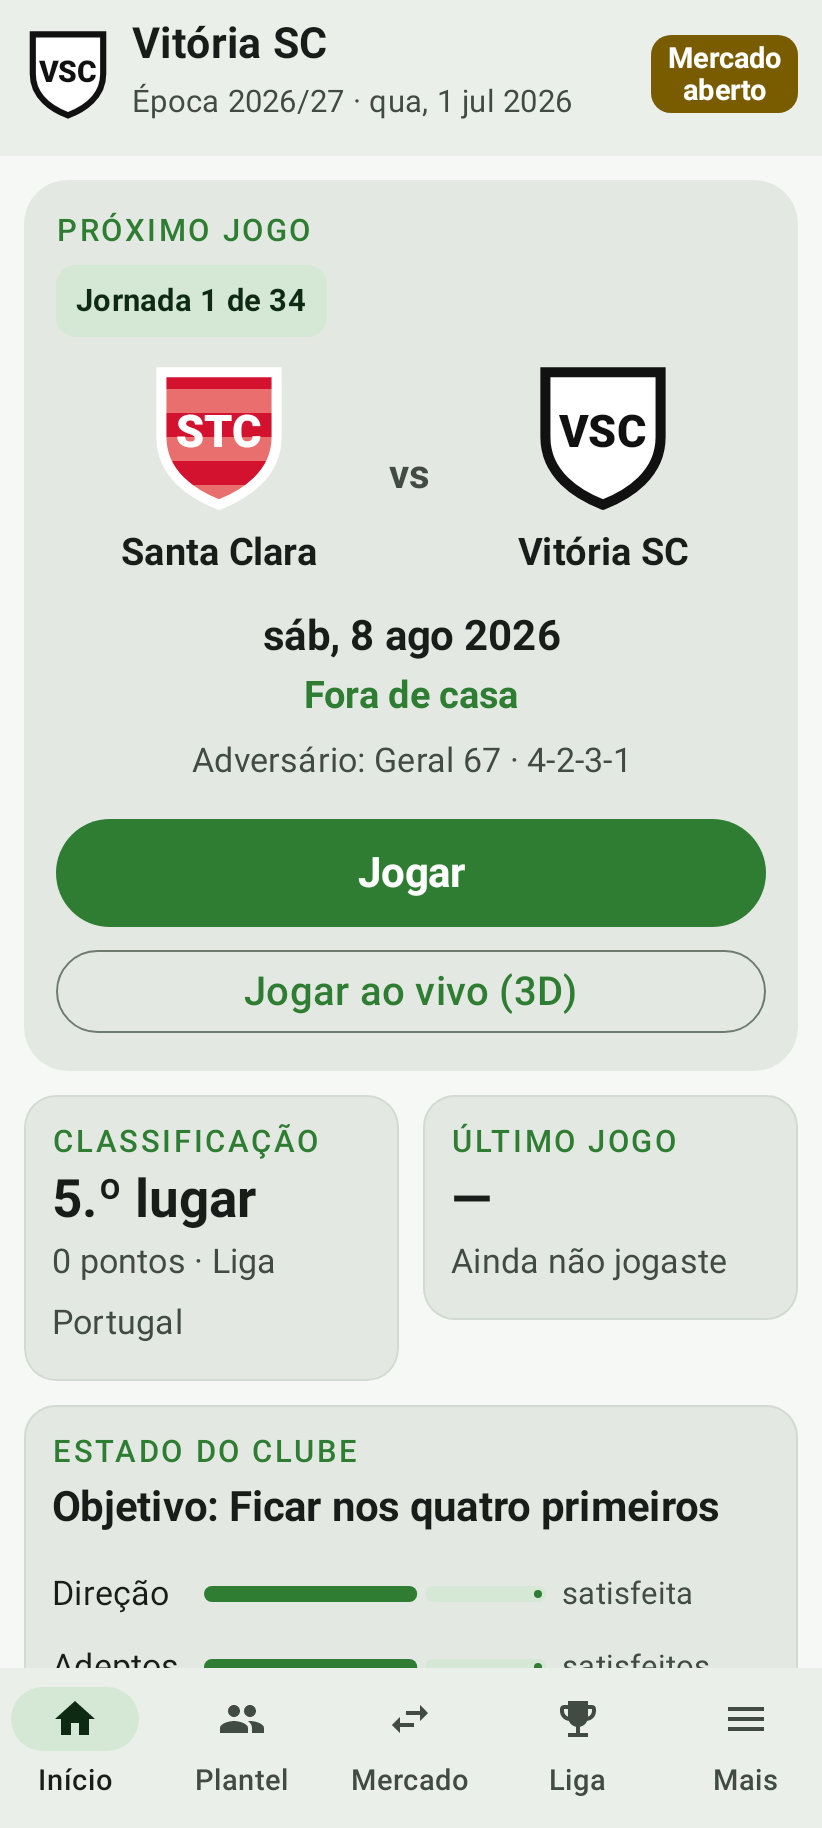 VSC
Vitória SC
Época 2026/27 · qua, 1 jul 2026
Mercado
aberto
PRÓXIMO JOGO
Jornada 1 de 34
STC
vs
VSC
Santa Clara
Vitória SC
sáb, 8 ago 2026
Fora de casa
Adversário: Geral 67 · 4-2-3-1
Jogar
Jogar ao vivo (3D)
CLASSIFICAÇÃO
5.º lugar
0 pontos · Liga
Portugal
ÚLTIMO JOGO
—
Ainda não jogaste
ESTADO DO CLUBE
Objetivo: Ficar nos quatro primeiros
Direção
satisfeita
Adeptos
satisfeitos
Início
Plantel
Mercado
Liga
Mais